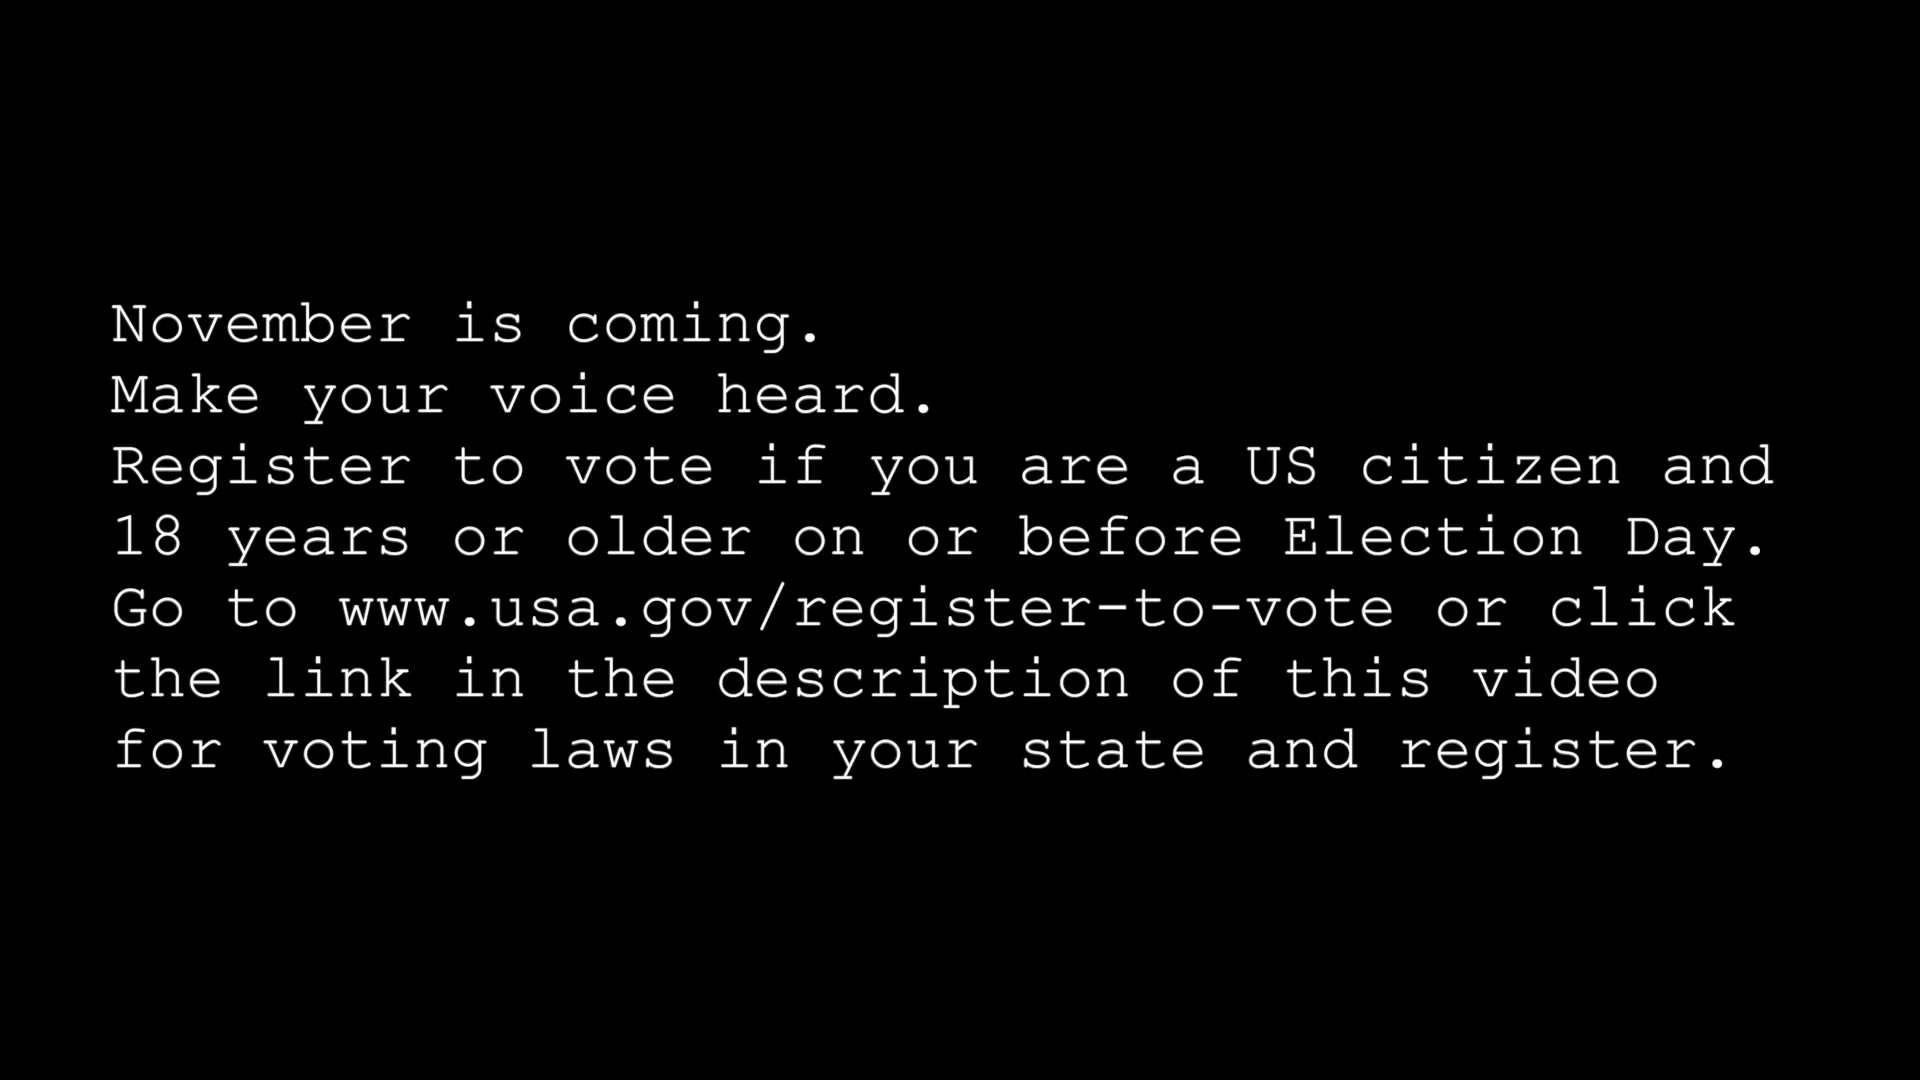 November is coming.
Make your voice heard.
Register to vote if you are a US citizen and
18 years or older on or before Election Day.
Go to www.usa.gov/register-to-vote or click
the link in the description of this video
for voting laws in your state and register.